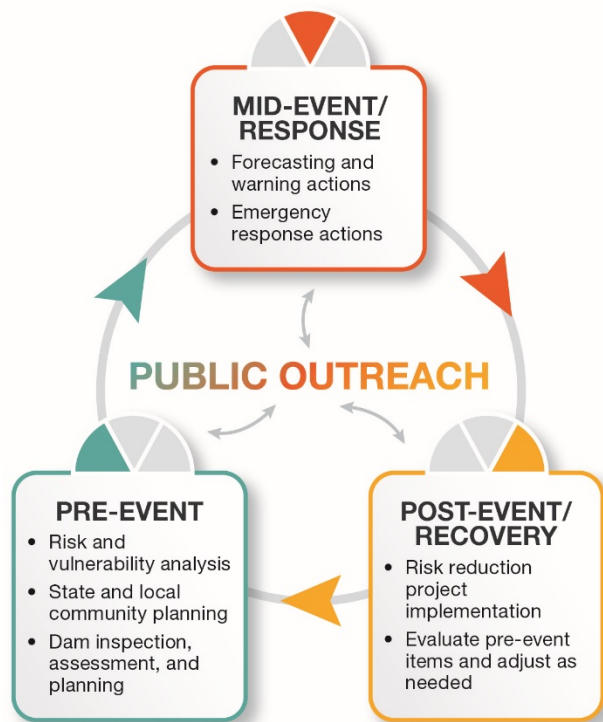 MID-EVENT/
RESPONSE
• Forecasting and
warning actions
• Emergency
response actions
PUBLIC OUTREACH
PRE-EVENT
• Risk and
vulnerability analysis
• State and local
community planning
• Dam inspection,
assessment, and
planning
POST-EVENT/
RECOVERY
• Risk reduction
project
implementation
• Evaluate pre-event
items and adjust as
needed